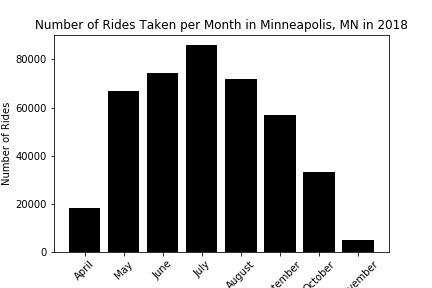 Number of Rides Taken per Month in Minneapolis, MN in 2018
Number of Rides
80000
60000
40000
20000
0
April
May
June
July
August
tember
October
vember